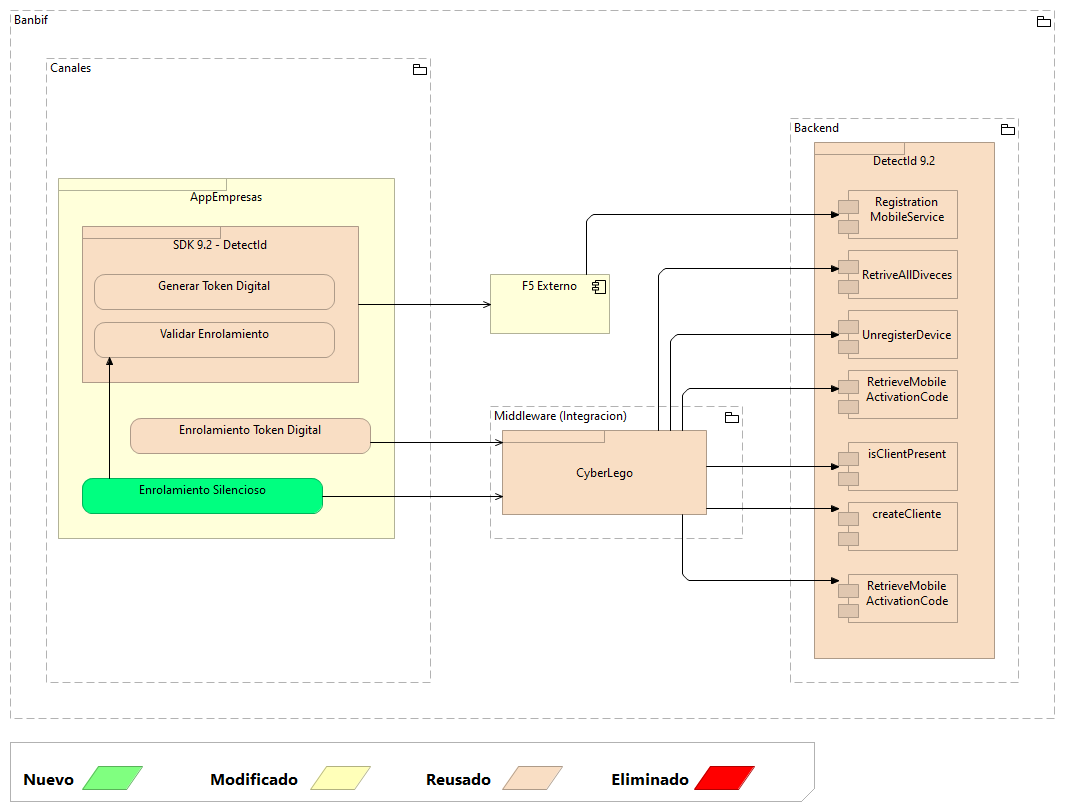 Banbif
Canales
AppEmpresas
SDK 9.2 - DetectId
Generar Token Digital
Validar Enrolamiento
Enrolamiento Token Digital
Enrolamiento Silencioso
F5 Externo
Middleware (Integracion)
CyberLego
Backend
DetectId 9.2
Registration
MobileService
RetriveAllDiveces
UnregisterDevice
RetrieveMobile
ActivationCode
isClientPresent
createCliente
RetrieveMobile
ActivationCode
Nuevo
Modificado
Reusado
Eliminado